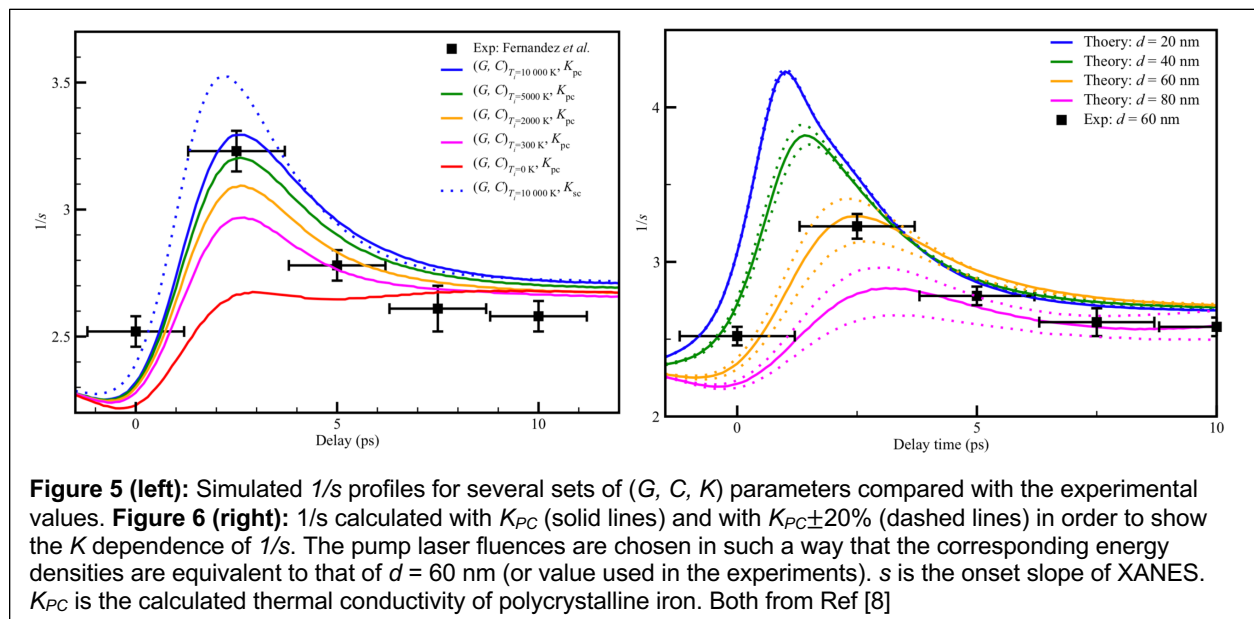 3.5
3
2.5
1/s
0
5
10
Delay (ps)
Exp: Fernandez et al.
(G, C)Ti=10 000 K, Kpc
(G, C)Ti=5000 K, Kpc
(G, C)Ti=2000 K, Kpc
(G, C)Ti=300 K, Kpc
(G, C)Ti=0 K, Kpc
(G, C)Ti=10 000 K, Ksc
4
3
2
1/s
0
5
10
Delay time (ps)
Thoery: d = 20 nm
Theory: d = 40 nm
Theory: d = 60 nm
Theory: d = 80 nm
Exp: d = 60 nm
Figure 5 (left): Simulated 1/s profiles for several sets of (G, C, K) parameters compared with the experimental
values. Figure 6 (right): 1/s calculated with KPC (solid lines) and with KPC±20% (dashed lines) in order to show
the K dependence of 1/s. The pump laser fluences are chosen in such a way that the corresponding energy
densities are equivalent to that of d = 60 nm (or value used in the experiments). s is the onset slope of XANES.
KPC is the calculated thermal conductivity of polycrystalline iron. Both from Ref [8]